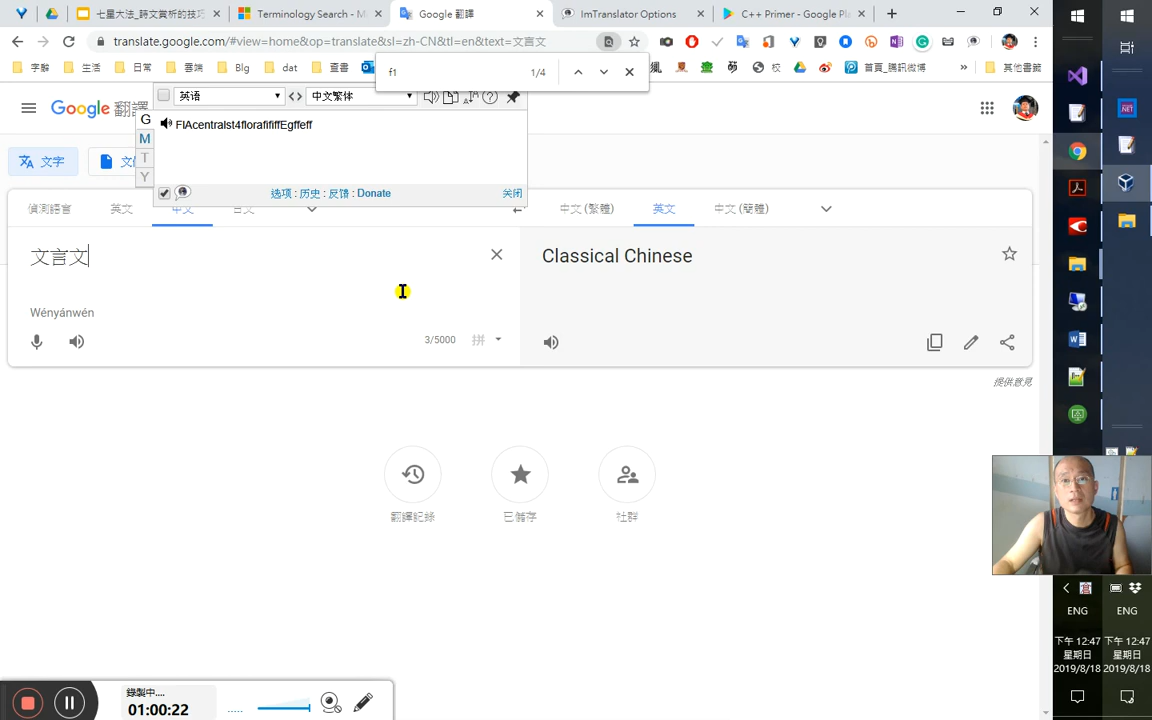 七星大法_詩文賞析的技巧
Terminology Search - Mi
Google 翻譯
ImTranslator Options
C++ Primer - Google Pla
translate.google.com/#view=home&op=translate&sl=zh-CN&tl=en&text=文言文
字辭
生活
日常
雲端
Blg
dat
查書
校
首頁_騰訊微博
»
其他書籤
f1
1/4
Google 翻譯
英语
中文繁体
G
M
T
Y
FlAcentralst4florafififfEgffeff
选项 : 历史 : 反馈 : Donate
关闭
文字
偵測語言
英文
中文
中文 (繁體)
英文
中文 (簡體)
文言文
Classical Chinese
Wényánwén
3/5000
拼
提供意見
翻譯記錄
已儲存
社群
ENG
ENG
下午 12:47
下午 12:47
星期日
星期日
2019/8/18
2019/8/18
錄製中....
01:00:22